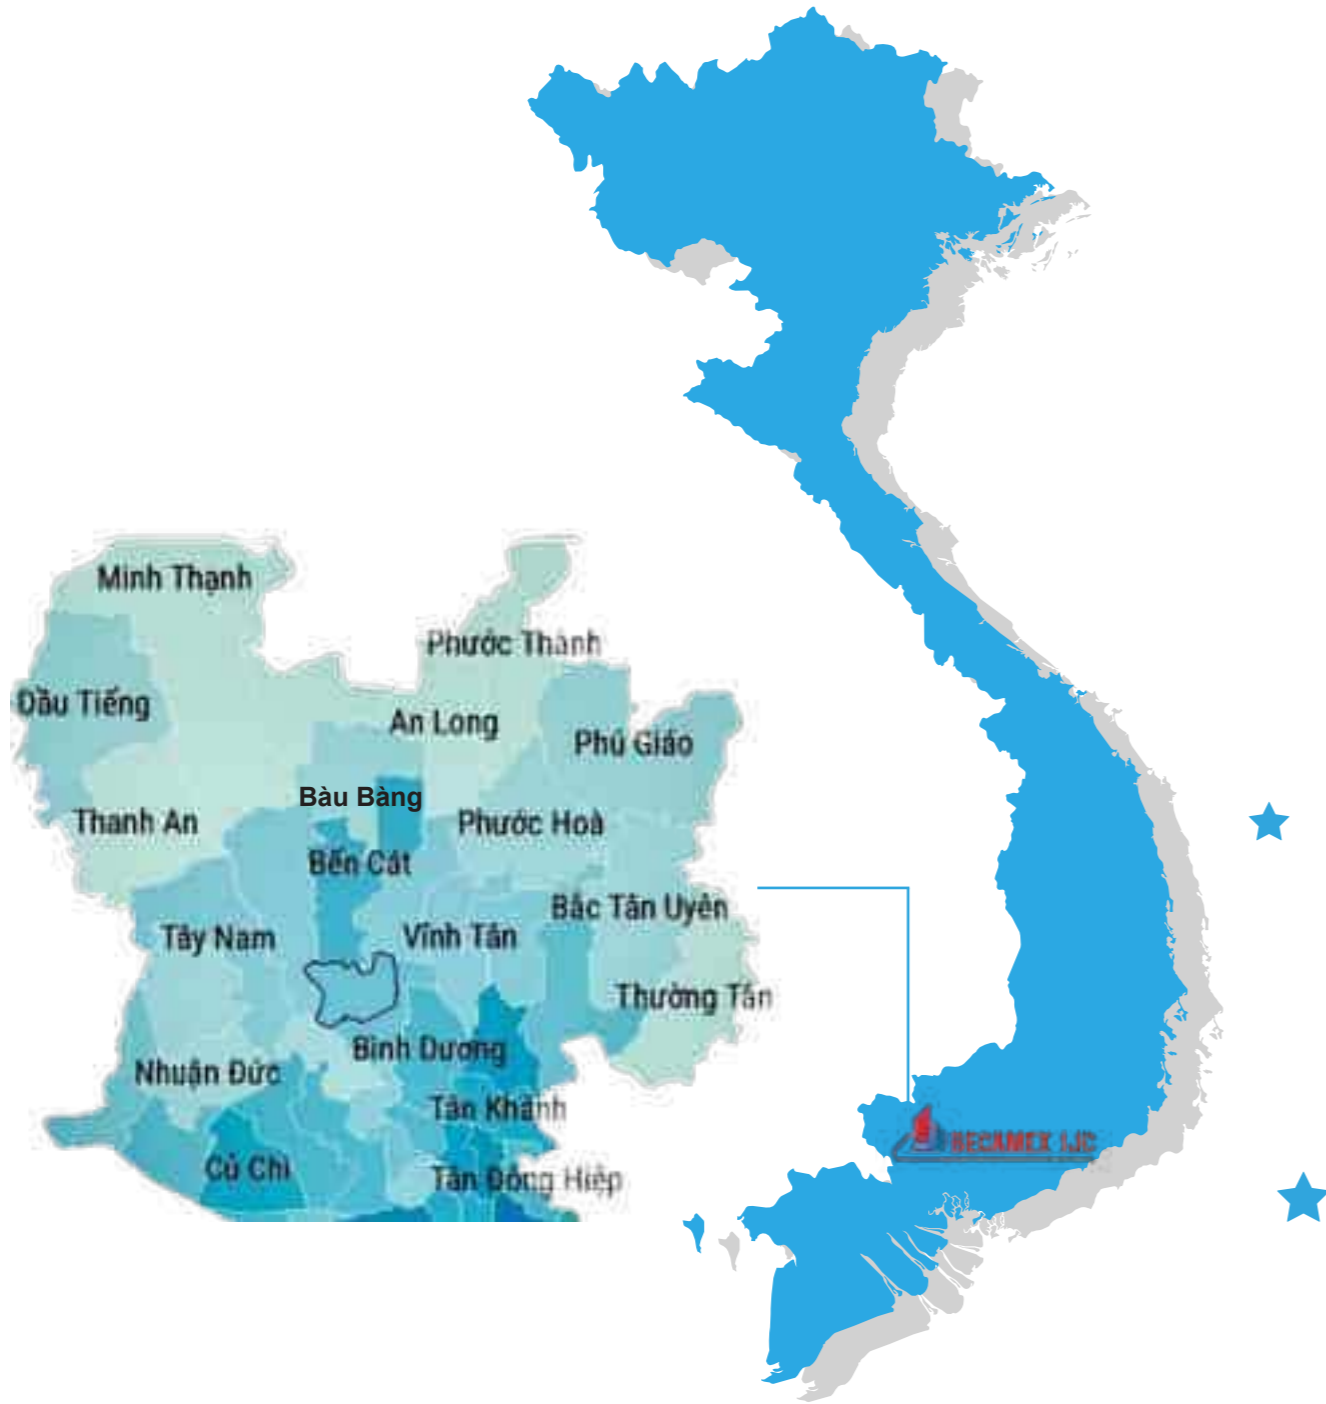 Minh Thạnh
Phước Thành
Dầu Tiếng
An Long
Phú Giáo
Bàu Bàng
Thanh An
Phước Hoà
Bến Cát
Bắc Tân Uyên
Tây Nam
Vĩnh Tân
Thường Tân
Bình Dương
Nhuận Đức
Tân Khánh
BECAMEX IJC
Củ Chi
Tân Đông Hiệp